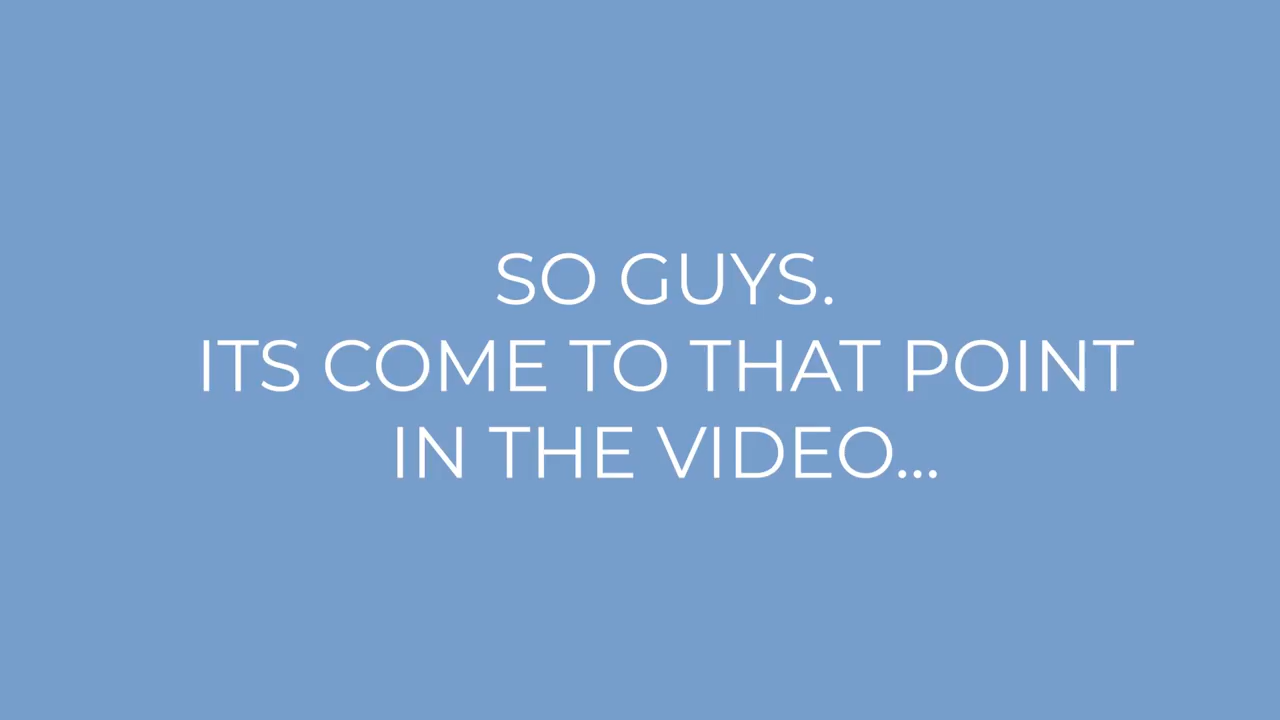 SO GUYS.
ITS COME TO THAT POINT
IN THE VIDEO...